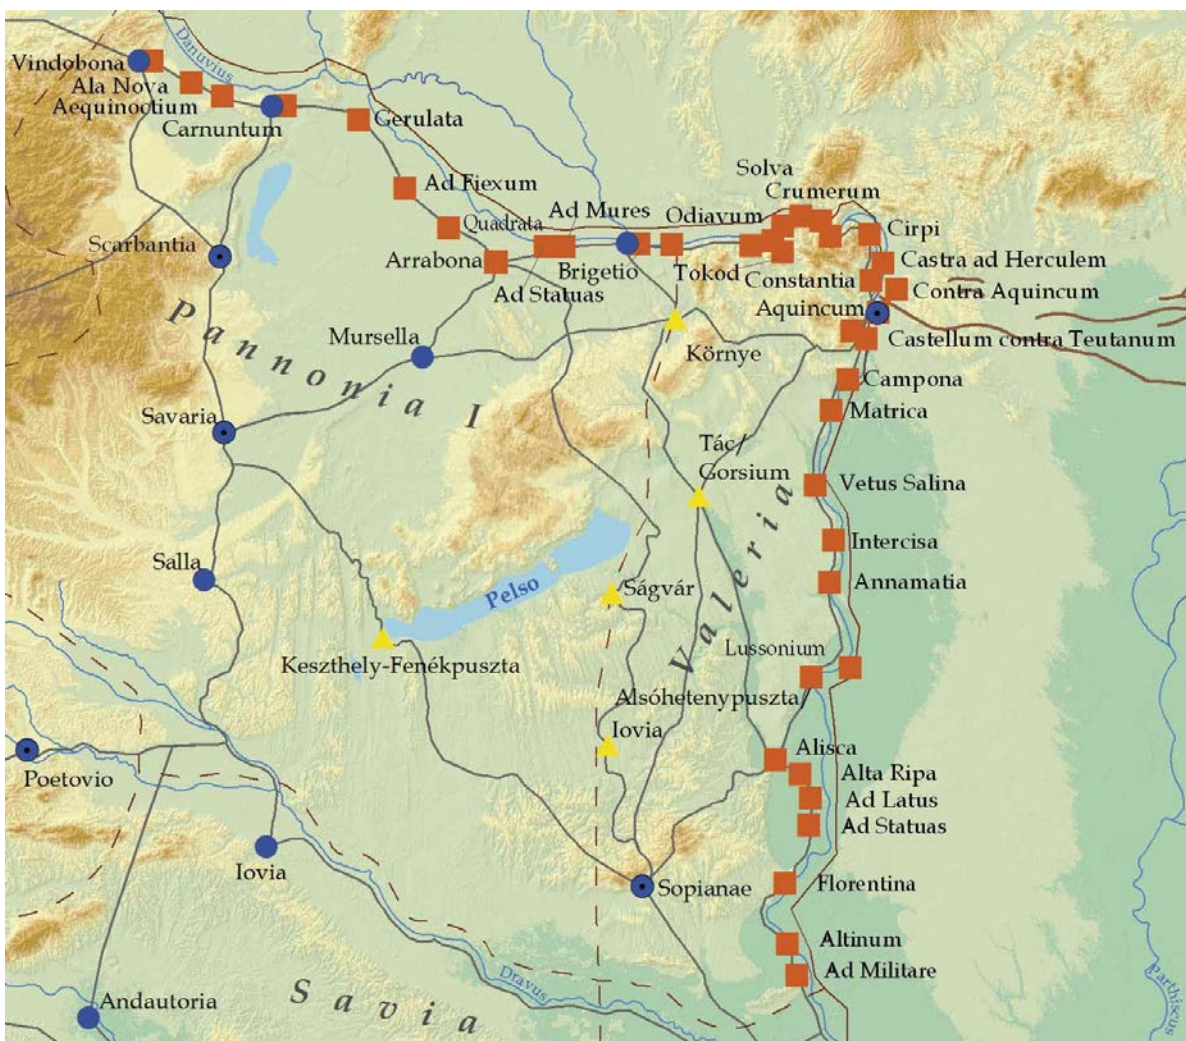 Vindobona
Danuvius
Ala Nova
Aequinoctium
Carnuntum
Gerulata
Solva
Crumerum
Ad Flexum
Quadrata
Ad Mures
Odiavum
Cirpi
Scarbantia
Arrabona
Brigetio
Tokod
Castra ad Herculem
Ad Statuas
Constantia
Contra Aquincum
Aquincum
Pannonia I
Mursella
Környe
Castellum contra Teutanum
Campona
Savaria
Matrica
Tác/
Gorsium
Vetus Salina
Valeria
Intercisa
Salla
Pelso
Ságvár
Annamatia
Lussonium
Keszthely-Fenékpuszta
Alsóhetenypuszta
Iovia
Alisca
Poetovio
Alta Ripa
Ad Latus
Ad Statuas
Iovia
Sopianae
Florentina
Altinum
Ad Militare
Dravus
Andautoria
Savia
Parthiscus